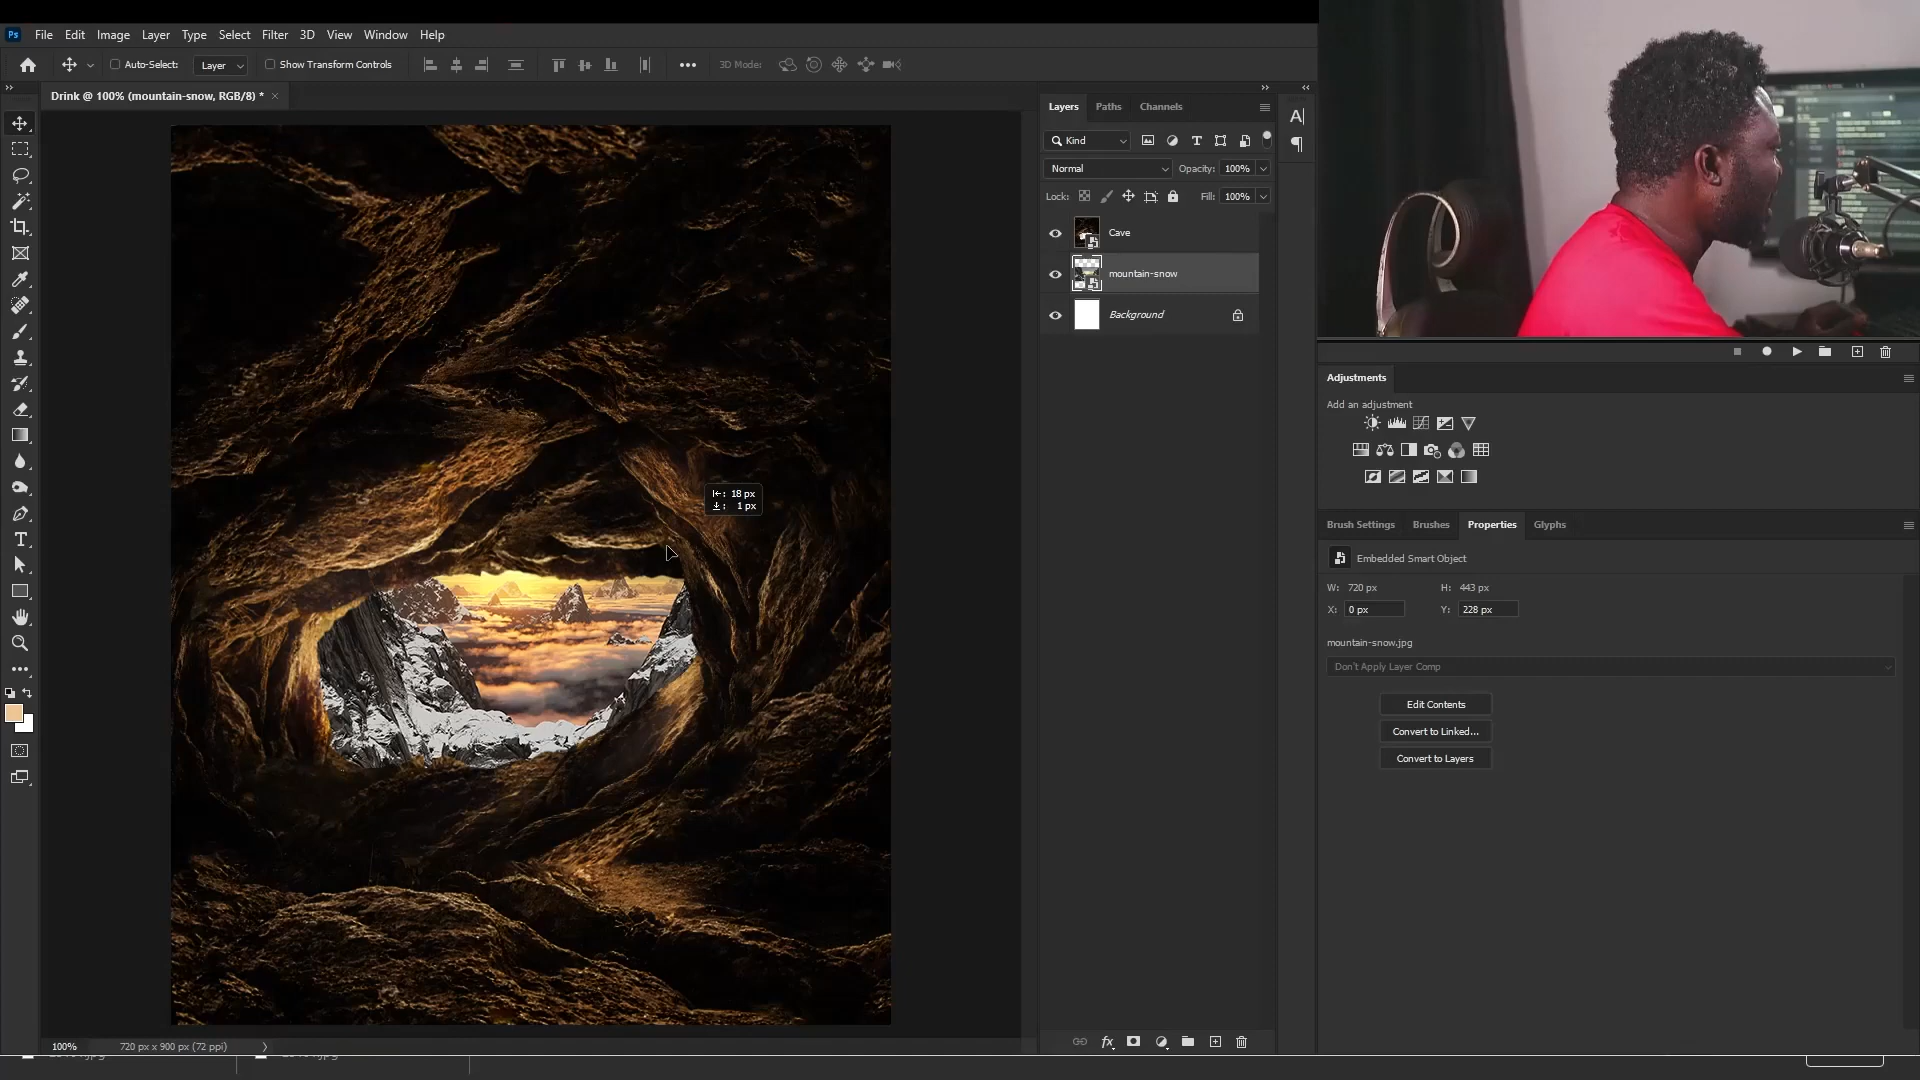 Ps File Edit Image Layer Type Select Filter 3D View Window Help
Auto-Select: Layer Show Transform Controls 3D Mode:
Drink @ 100% (mountain-snow, RGB/8) *
Layers Paths Channels
Kind
Normal Opacity: 100%
Lock: Fill: 100%
Cave
mountain-snow
Background
18 px
1 px
Adjustments
Add an adjustment
Brush Settings Brushes Properties Glyphs
Embedded Smart Object
W: 720 px H: 443 px
X: 0 px Y: 228 px
mountain-snow.jpg
Don't Apply Layer Comp
Edit Contents
Convert to Linked...
Convert to Layers
100% 720 px x 900 px (72 ppi)